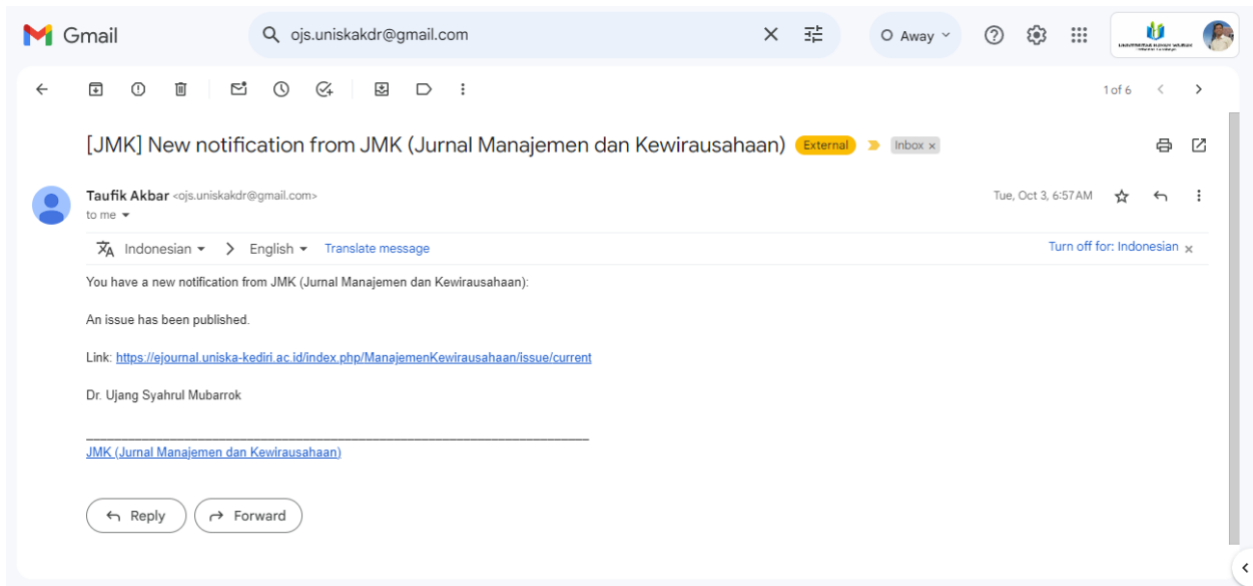 Gmail
ojs.uniskakdr@gmail.com
Away
1 of 6
[JMK] New notification from JMK (Jurnal Manajemen dan Kewirausahaan) External Inbox x
Taufik Akbar <ojs.uniskakdr@gmail.com>
Tue, Oct 3, 6:57 AM
to me
Indonesian > English Translate message
Turn off for: Indonesian x
You have a new notification from JMK (Jurnal Manajemen dan Kewirausahaan):
An issue has been published.
Link: https://ejournal.uniska-kediri.ac.id/index.php/ManajemenKewirausahaan/issue/current
Dr. Ujang Syahrul Mubarrok
JMK (Jurnal Manajemen dan Kewirausahaan)
Reply
Forward